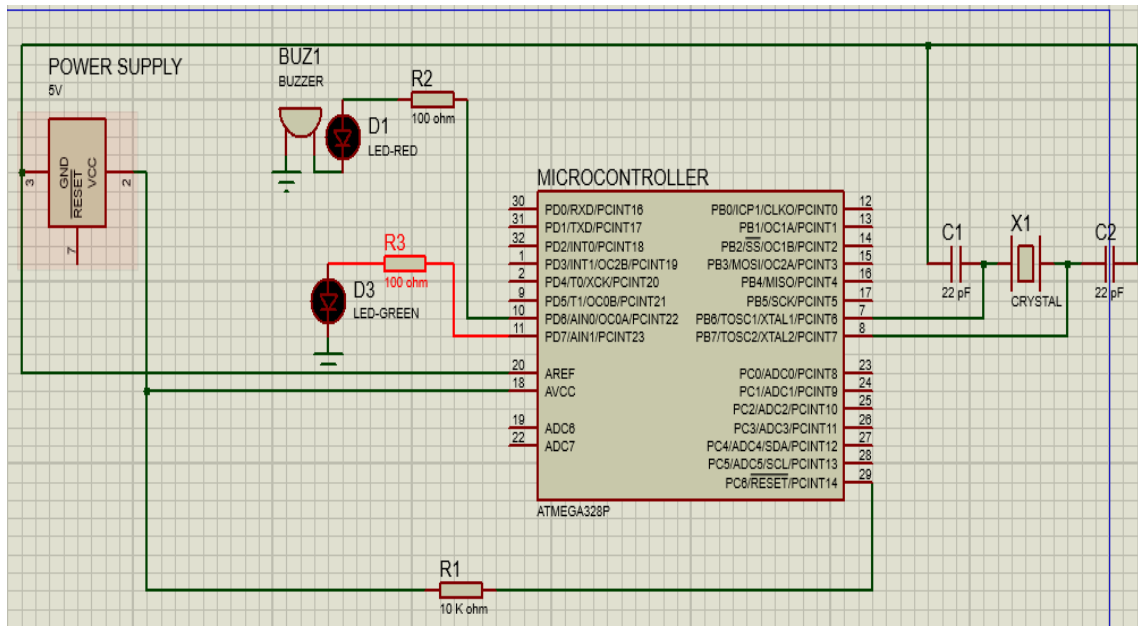 POWER SUPPLY
5V
3
GND
RESET
VCC
2
7
BUZ1
BUZZER
D1
LED-RED
R2
100 ohm
R3
100 ohm
D3
LED-GREEN
MICROCONTROLLER
30 PD0/RXD/PCINT16
31 PD1/TXD/PCINT17
32 PD2/INT0/PCINT18
1 PD3/INT1/OC2B/PCINT19
2 PD4/T0/XCK/PCINT20
9 PD5/T1/OC0B/PCINT21
10 PD6/AIN0/OC0A/PCINT22
11 PD7/AIN1/PCINT23
20 AREF
18 AVCC
19 ADC6
22 ADC7
PB0/ICP1/CLKO/PCINT0 12
PB1/OC1A/PCINT1 13
PB2/SS/OC1B/PCINT2 14
PB3/MOSI/OC2A/PCINT3 15
PB4/MISO/PCINT4 16
PB5/SCK/PCINT5 17
PB6/TOSC1/XTAL1/PCINT6 7
PB7/TOSC2/XTAL2/PCINT7 8
PC0/ADC0/PCINT8 23
PC1/ADC1/PCINT9 24
PC2/ADC2/PCINT10 25
PC3/ADC3/PCINT11 26
PC4/ADC4/SDA/PCINT12 27
PC5/ADC5/SCL/PCINT13 28
PC6/RESET/PCINT14 29
ATMEGA328P
C1
22 pF
X1
CRYSTAL
C2
22 pF
R1
10 K ohm